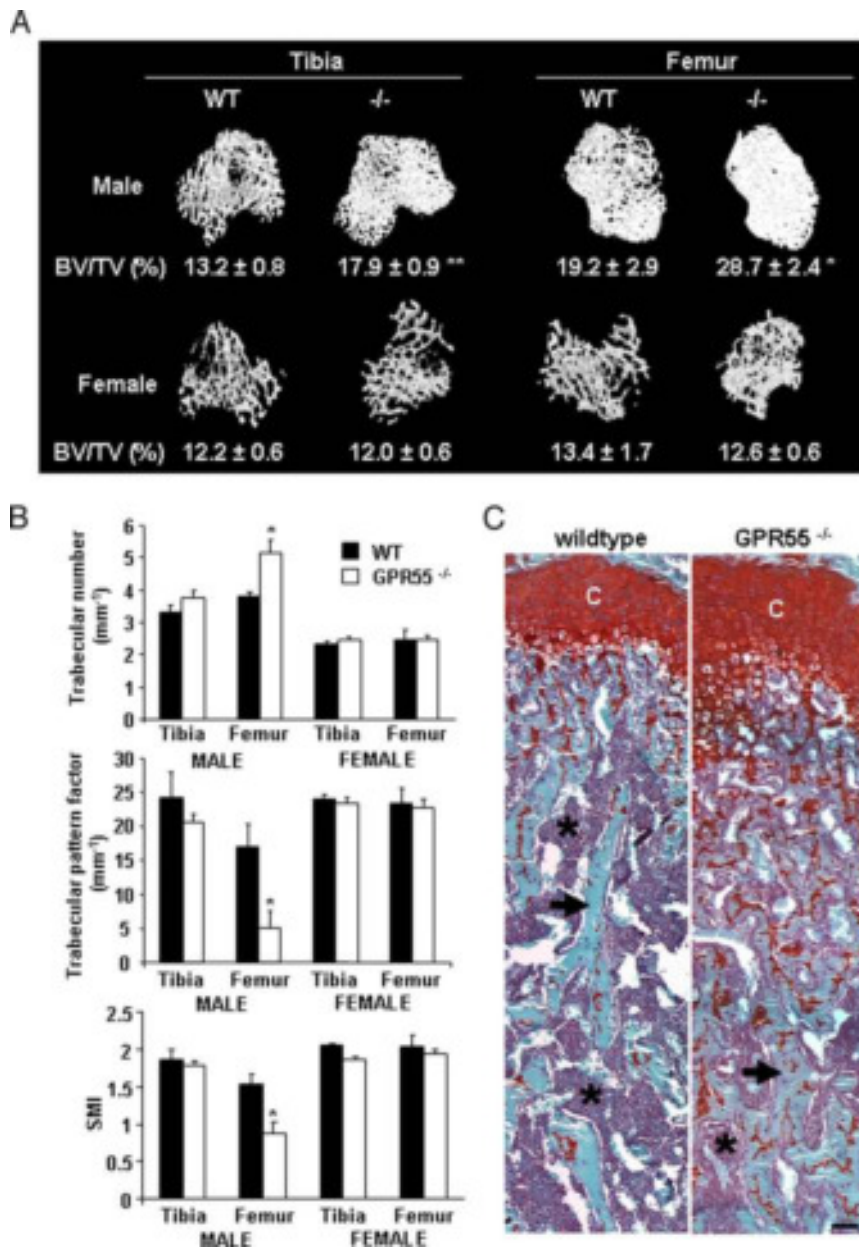 A
Tibia Femur
WT -/- WT -/-
Male
BV/TV (%) 13.2 ± 0.8 17.9 ± 0.9 ** 19.2 ± 2.9 28.7 ± 2.4 *
Female
BV/TV (%) 12.2 ± 0.6 12.0 ± 0.6 13.4 ± 1.7 12.6 ± 0.6
B
Trabecular number
(mm⁻¹)
6
5
4
3
2
1
0
*
WT
GPR55 -/-
Tibia Femur Tibia Femur
MALE FEMALE
Trabecular pattern factor
(mm⁻¹)
30
25
20
15
10
5
0
*
Tibia Femur Tibia Femur
MALE FEMALE
SMI
2.5
2
1.5
1
0.5
0
*
Tibia Femur Tibia Femur
MALE FEMALE
C
wildtype GPR55 -/-
C C
*
*
*